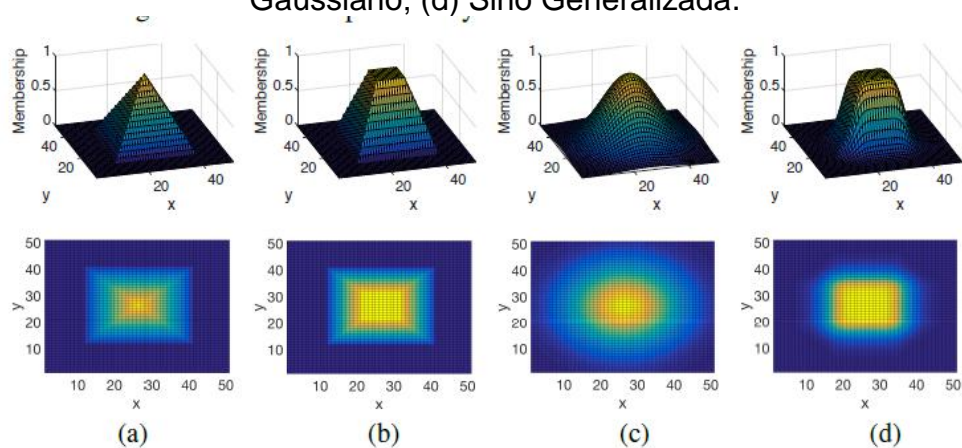 Gaussiano; (d) Sino Generalizada.
1 1 1 1
Membership 0.5 Membership 0.5 Membership 0.5 Membership 0.5
0 0 0 0
40 40 40 40
20 20 20 20
y 20 40 y 20 40 y 20 40 y 20 40
x x x x
50 50 50 50
40 40 40 40
y 30 y 30 y 30 y 30
20 20 20 20
10 10 10 10
10 20 30 40 50 10 20 30 40 50 10 20 30 40 50 10 20 30 40 50
x x x x
(a) (b) (c) (d)